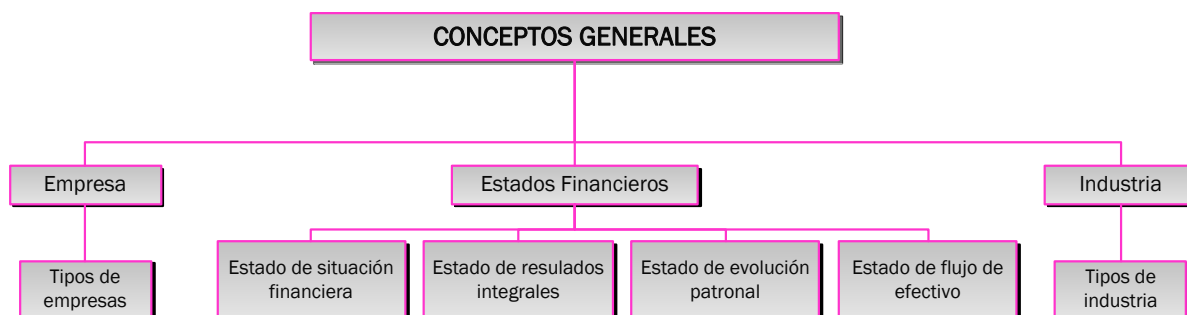 CONCEPTOS GENERALES
Empresa
Estados Financieros
Industria
Tipos de
empresas
Estado de situación
financiera
Estado de resulados
integrales
Estado de evolución
patronal
Estado de flujo de
efectivo
Tipos de
industria